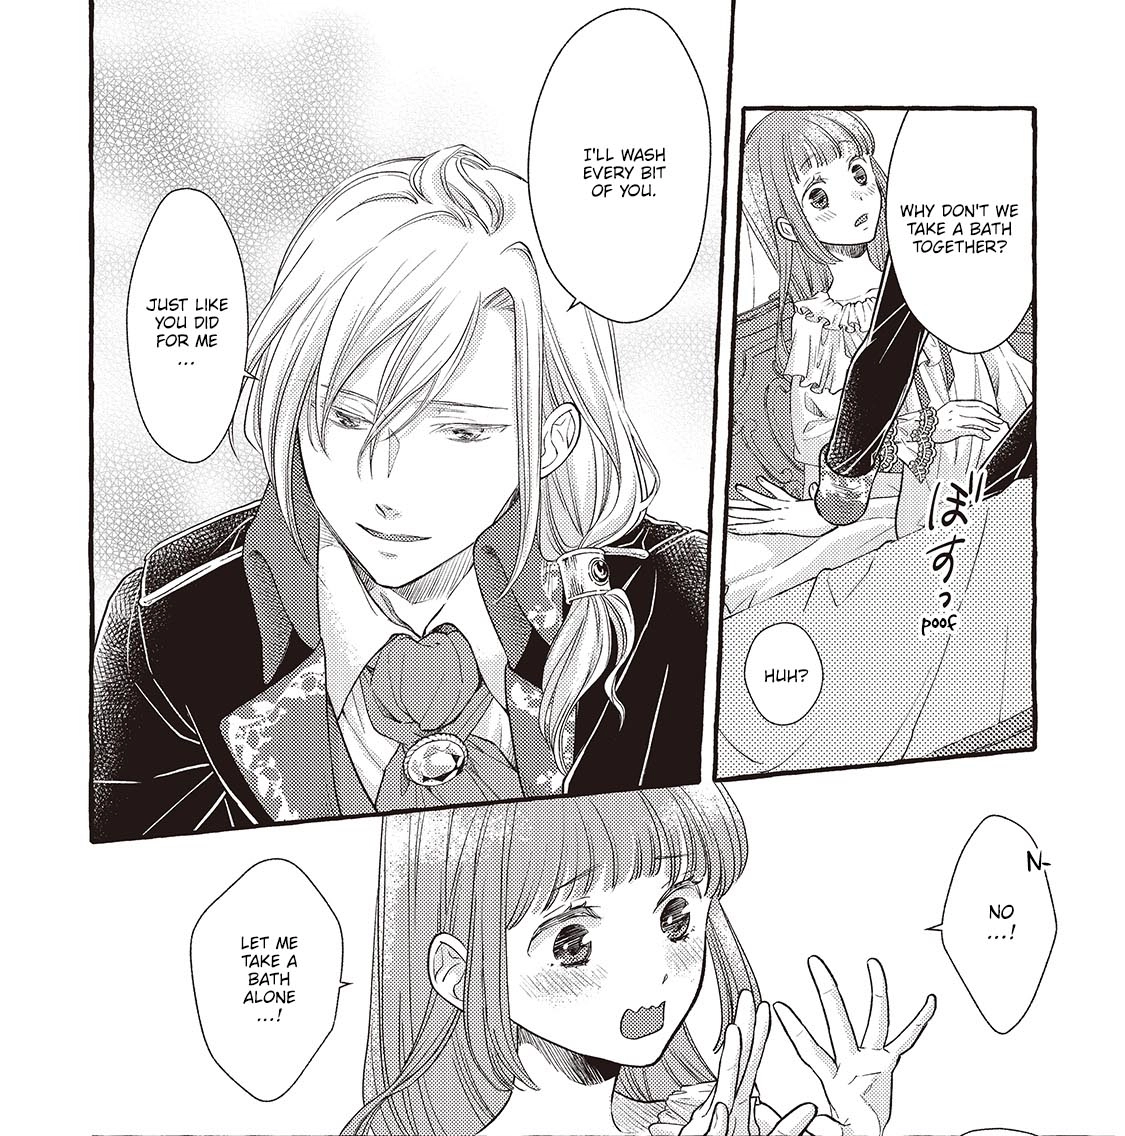 WHY DON'T WE
TAKE A BATH
TOGETHER?
ぼすっ
poof
HUH?
I'LL WASH
EVERY BIT
OF YOU.
JUST LIKE
YOU DID
FOR ME
...
N-
NO
...!
LET ME
TAKE A
BATH
ALONE
...!